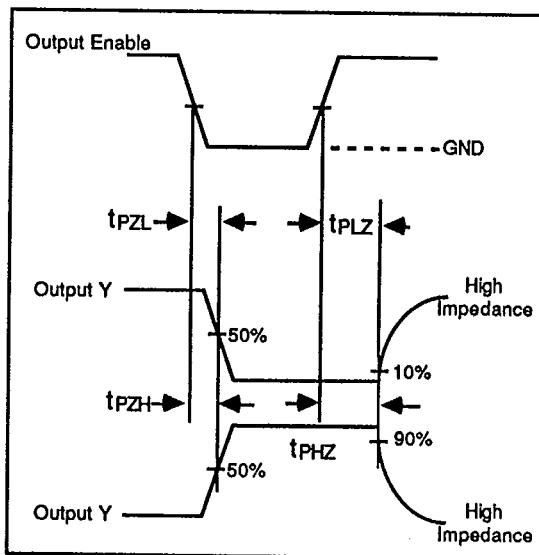 Output Enable
GND
tPZL
tPLZ
Output Y
High
Impedance
50%
10%
tPZH
90%
tPHZ
50%
Output Y
High
Impedance